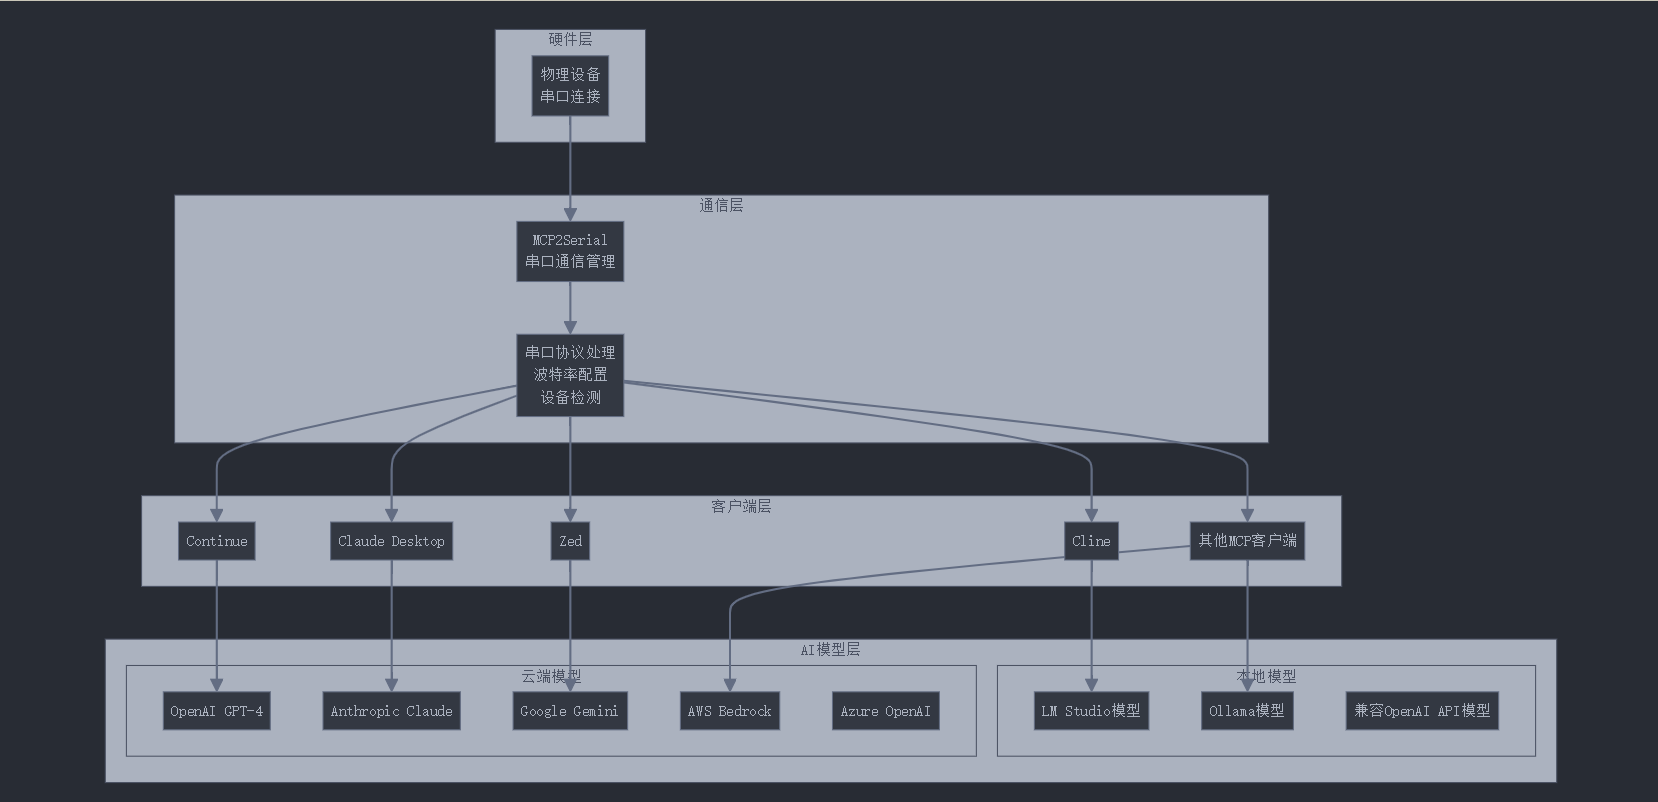 硬件层
物理设备
串口连接
通信层
MCP2Serial
串口通信管理
串口协议处理
波特率配置
设备检测
客户端层
Continue
Claude Desktop
Zed
Cline
其他MCP客户端
AI模型层
云端模型
本地模型
OpenAI GPT-4
Anthropic Claude
Google Gemini
AWS Bedrock
Azure OpenAI
LM Studio模型
Ollama模型
兼容OpenAI API模型